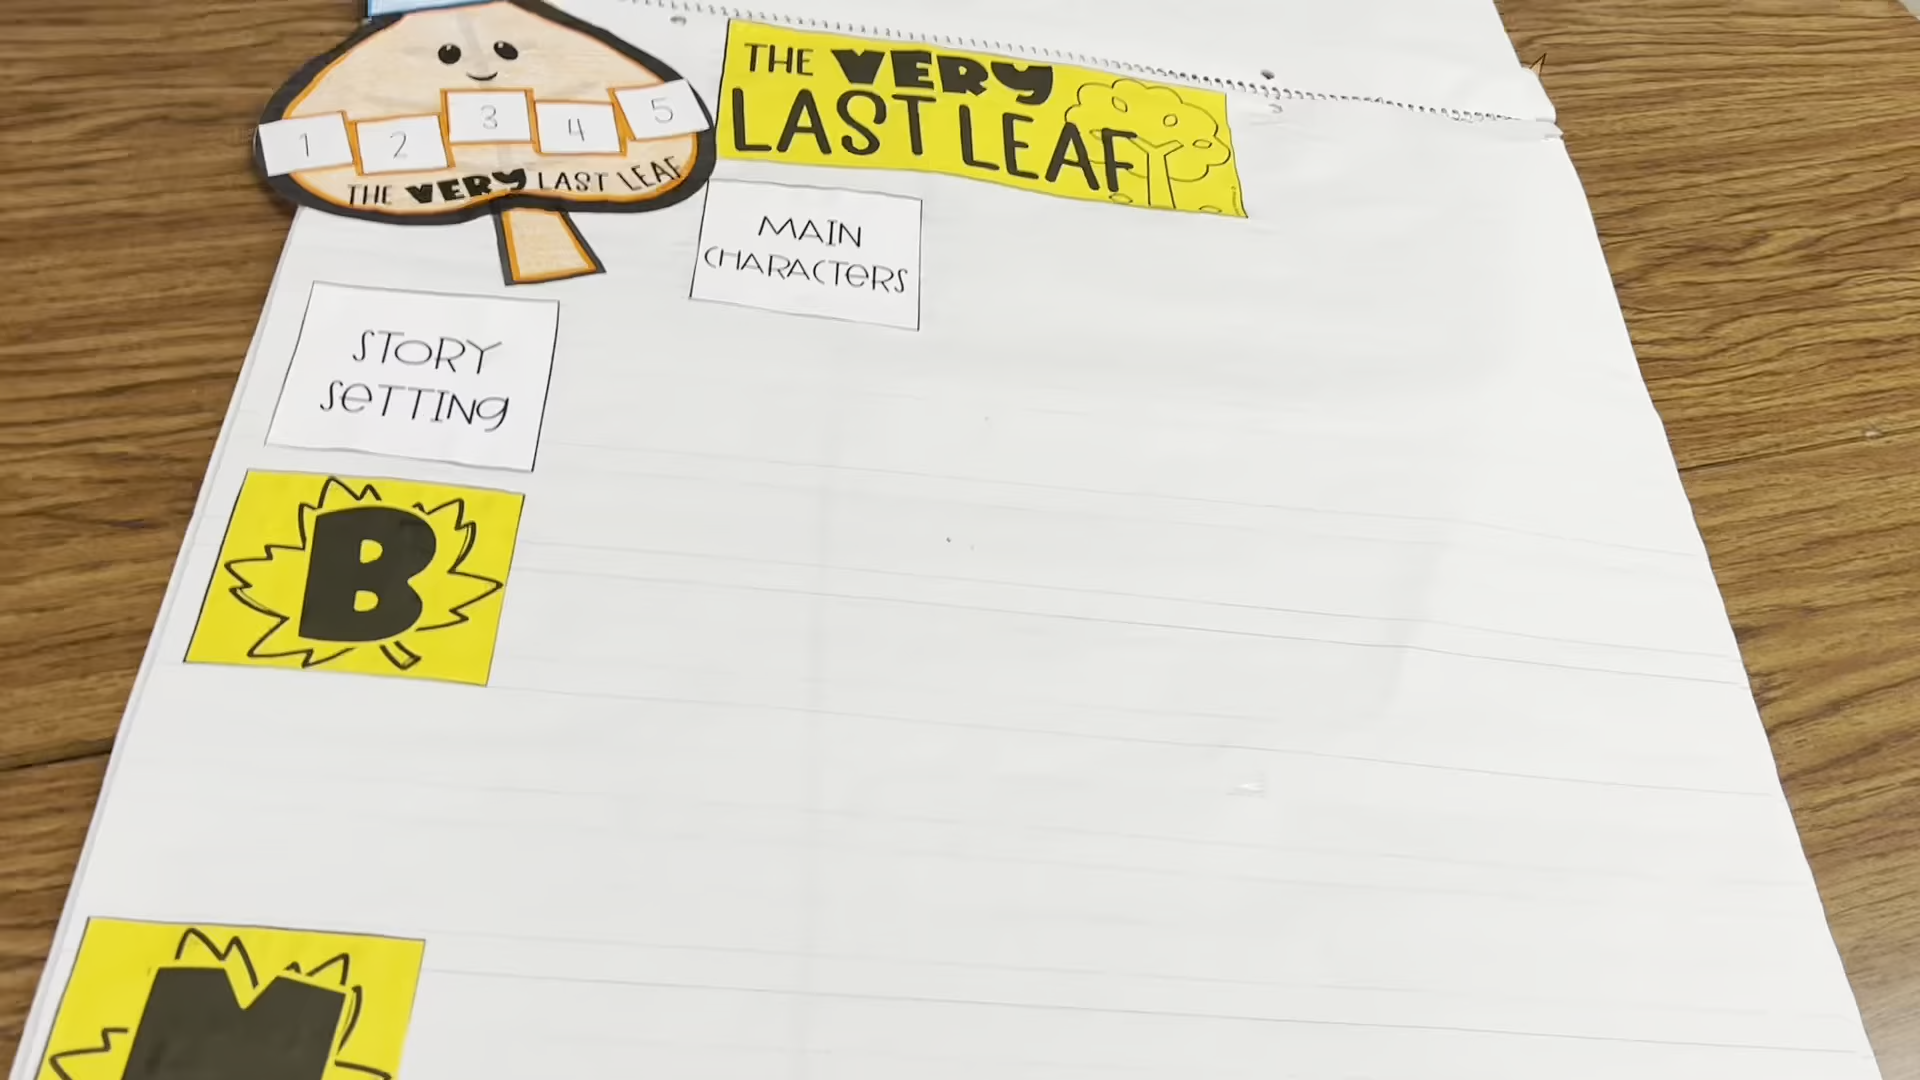 1 2 3 4 5
THE VERY LAST LEAF
THE VERY
LAST LEAF
MAIN
CHARACTERS
STORY
SETTING
B
M